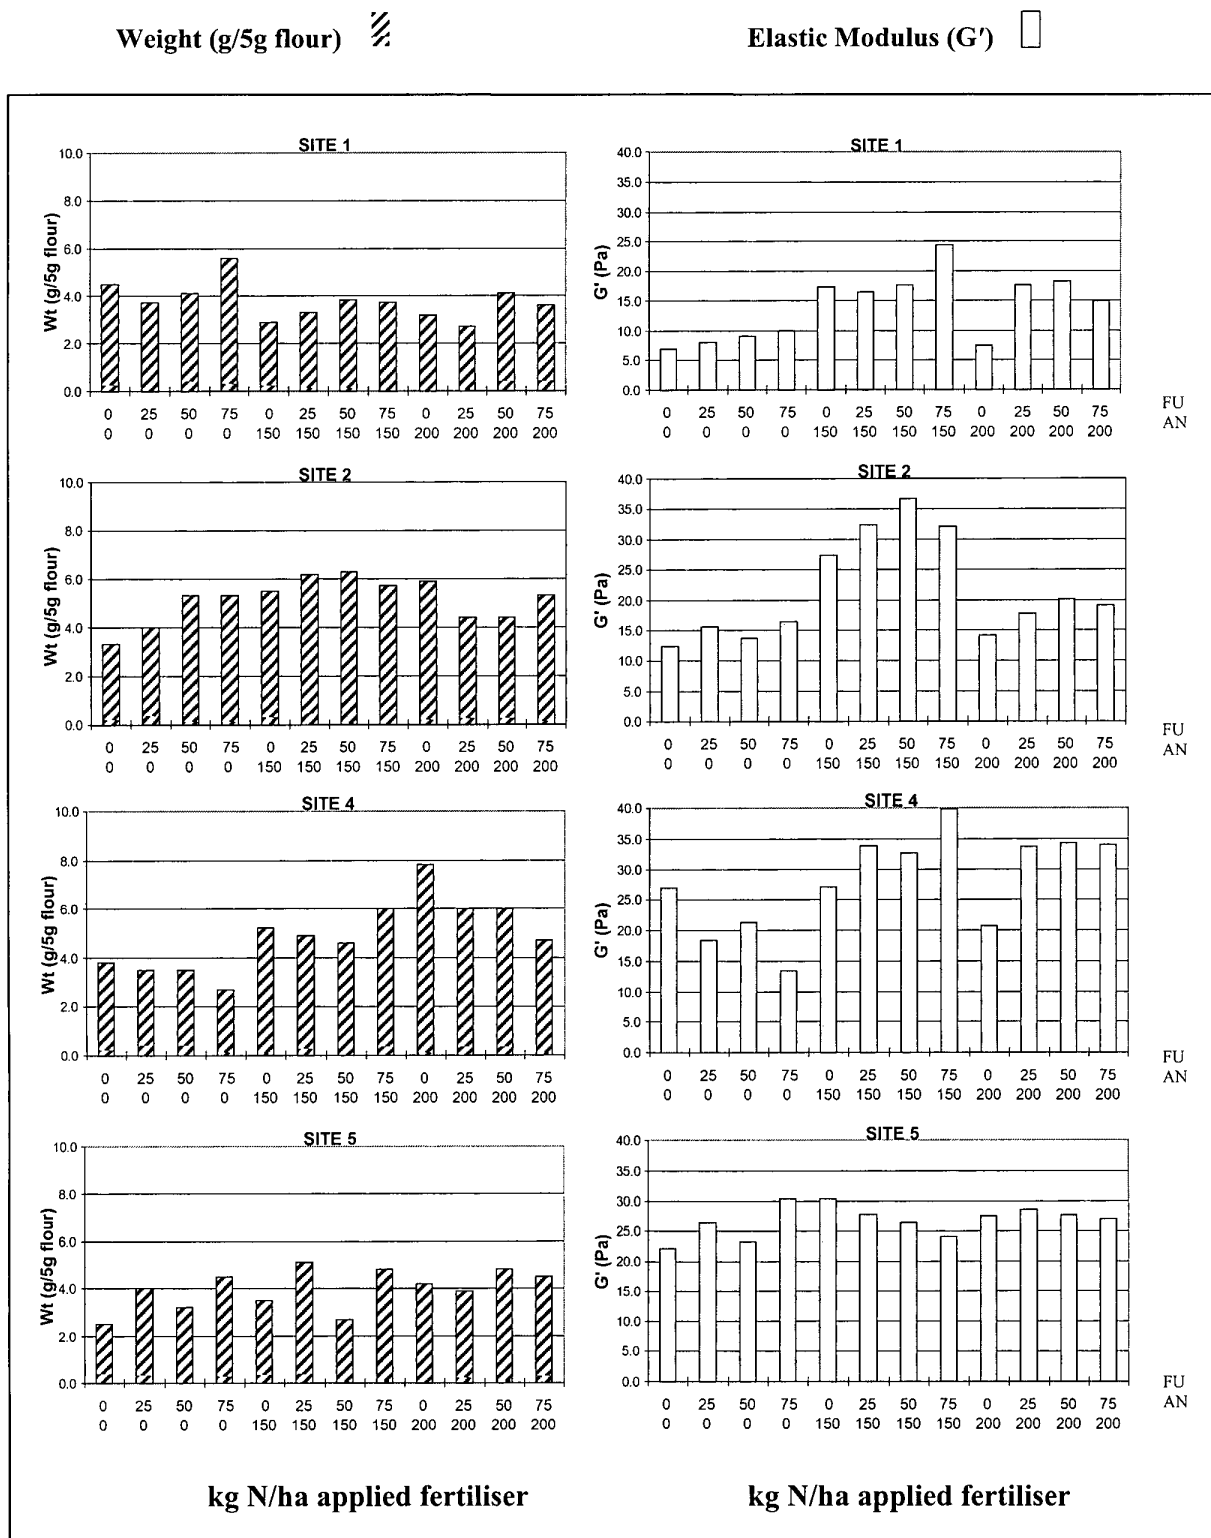 Weight (g/5g flour)
Elastic Modulus (G')
SITE 1
10.0
8.0
6.0
4.0
2.0
0.0
Wt (g/5g flour)
0 25 50 75 0 25 50 75 0 25 50 75
0 0 0 0 150 150 150 150 200 200 200 200
SITE 1
40.0
35.0
30.0
25.0
20.0
15.0
10.0
5.0
0.0
G' (Pa)
0 25 50 75 0 25 50 75 0 25 50 75
0 0 0 0 150 150 150 150 200 200 200 200
FU
AN
SITE 2
10.0
8.0
6.0
4.0
2.0
0.0
Wt (g/5g flour)
0 25 50 75 0 25 50 75 0 25 50 75
0 0 0 0 150 150 150 150 200 200 200 200
SITE 2
40.0
35.0
30.0
25.0
20.0
15.0
10.0
5.0
0.0
G' (Pa)
0 25 50 75 0 25 50 75 0 25 50 75
0 0 0 0 150 150 150 150 200 200 200 200
FU
AN
SITE 4
10.0
8.0
6.0
4.0
2.0
0.0
Wt (g/5g flour)
0 25 50 75 0 25 50 75 0 25 50 75
0 0 0 0 150 150 150 150 200 200 200 200
SITE 4
40.0
35.0
30.0
25.0
20.0
15.0
10.0
5.0
0.0
G' (Pa)
0 25 50 75 0 25 50 75 0 25 50 75
0 0 0 0 150 150 150 150 200 200 200 200
FU
AN
SITE 5
10.0
8.0
6.0
4.0
2.0
0.0
Wt (g/5g flour)
0 25 50 75 0 25 50 75 0 25 50 75
0 0 0 0 150 150 150 150 200 200 200 200
SITE 5
40.0
35.0
30.0
25.0
20.0
15.0
10.0
5.0
0.0
G' (Pa)
0 25 50 75 0 25 50 75 0 25 50 75
0 0 0 0 150 150 150 150 200 200 200 200
FU
AN
kg N/ha applied fertiliser
kg N/ha applied fertiliser